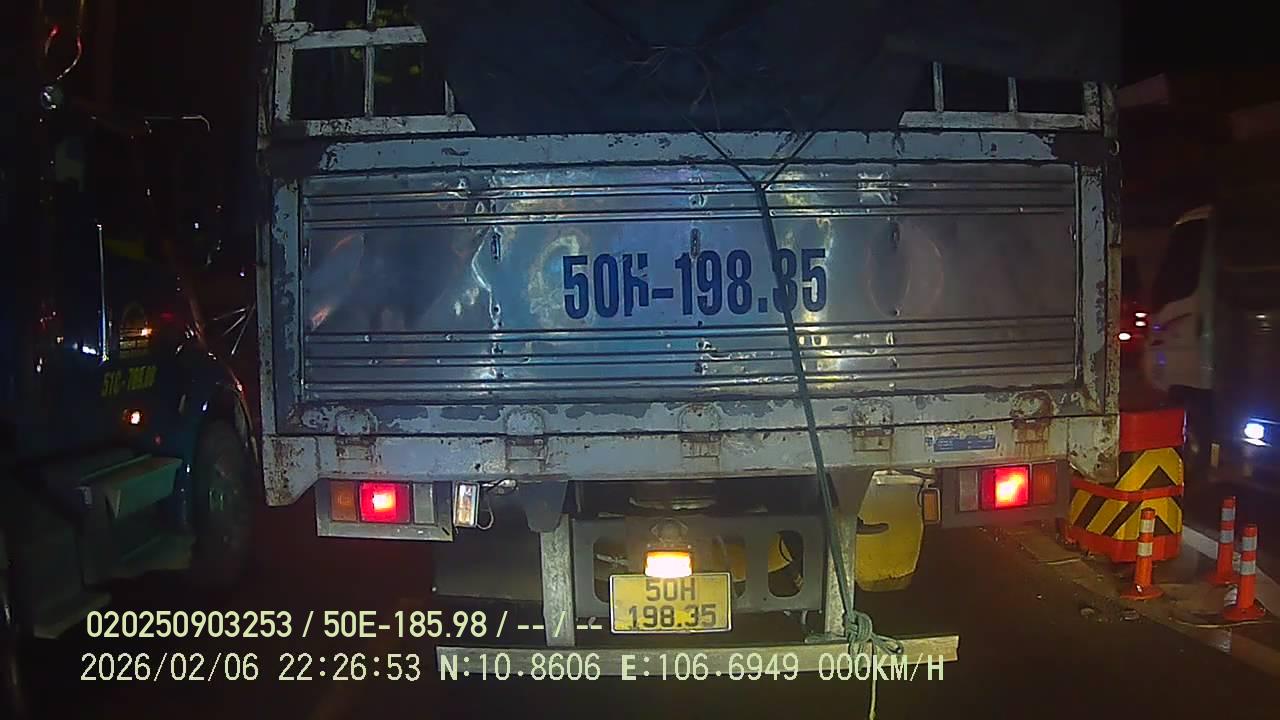 50H-198.35
50H
198.35
020250903253 / 50E-185.98 / -- / --
2026/02/06 22:26:53 N:10.8606 E:106.6949 000KM/H